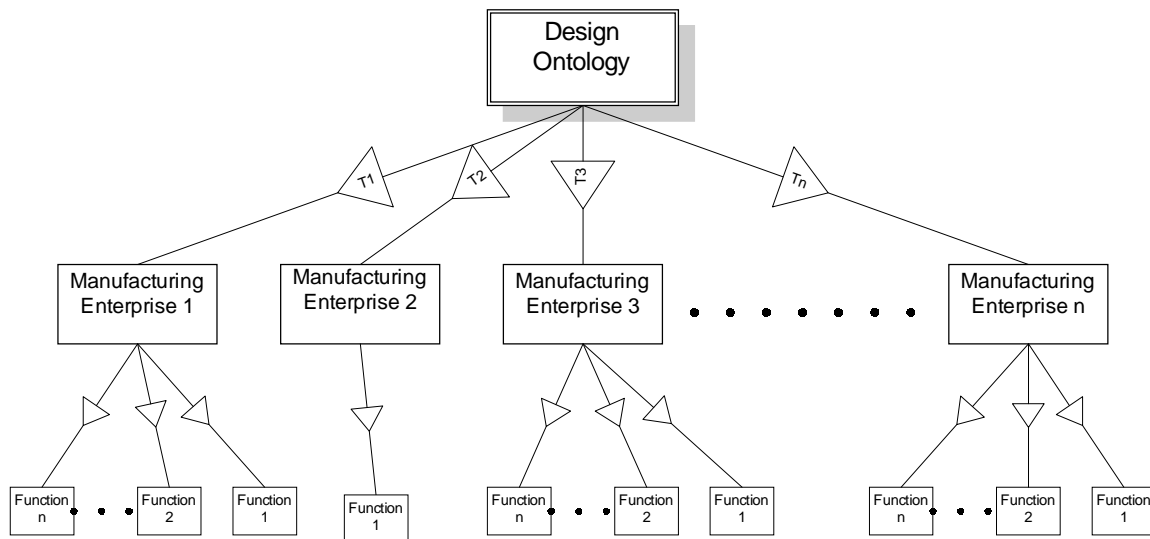 Design
Ontology
T1
T2
T3
Tn
Manufacturing
Enterprise 1
Manufacturing
Enterprise 2
Manufacturing
Enterprise 3
Manufacturing
Enterprise n
Function
n
Function
2
Function
1
Function
1
Function
n
Function
2
Function
1
Function
n
Function
2
Function
1